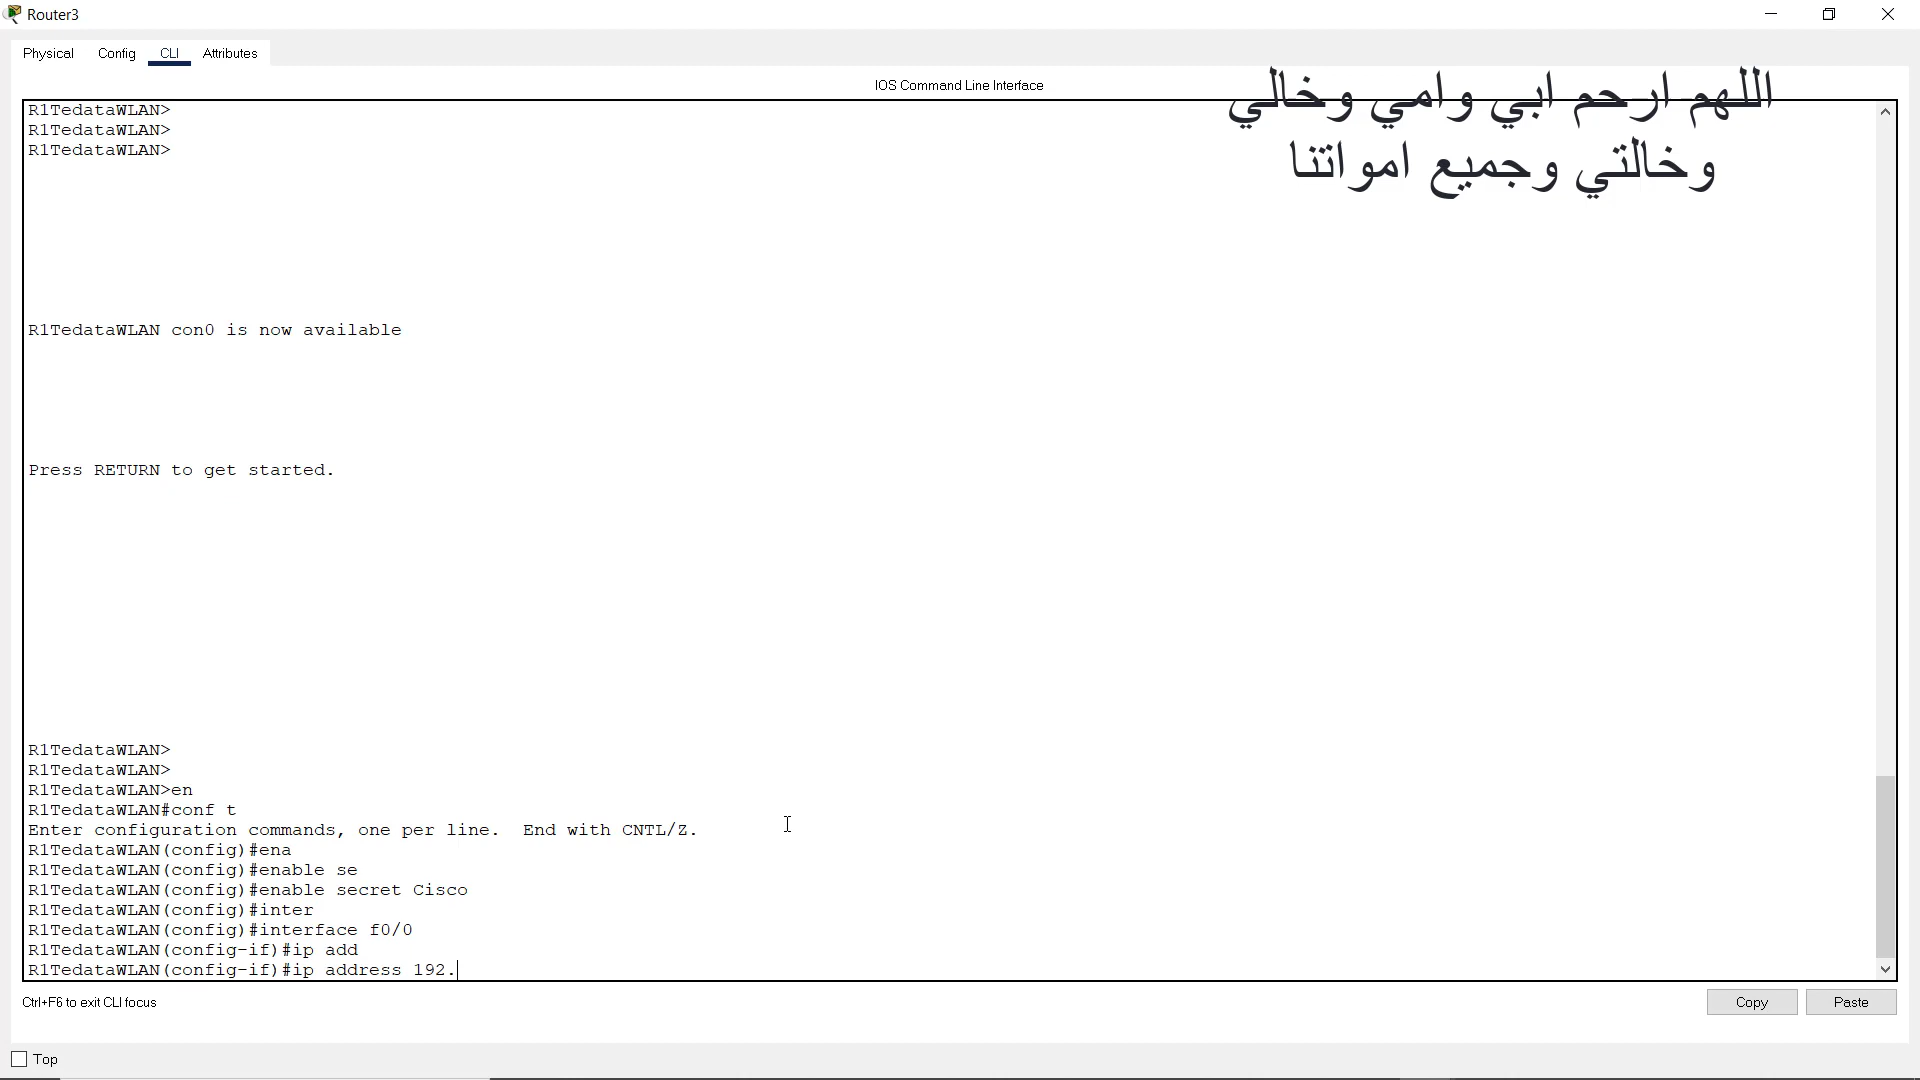 Router3
Physical Config CLI Attributes
IOS Command Line Interface
اللهم ارحم ابي وامي وخالي
وخالتي وجميع امواتنا
R1TedataWLAN>
R1TedataWLAN>
R1TedataWLAN>
R1TedataWLAN con0 is now available
Press RETURN to get started.
R1TedataWLAN>
R1TedataWLAN>
R1TedataWLAN>en
R1TedataWLAN#conf t
Enter configuration commands, one per line.  End with CNTL/Z.
R1TedataWLAN(config)#ena
R1TedataWLAN(config)#enable se
R1TedataWLAN(config)#enable secret Cisco
R1TedataWLAN(config)#inter
R1TedataWLAN(config)#interface f0/0
R1TedataWLAN(config-if)#ip add
R1TedataWLAN(config-if)#ip address 192.
Ctrl+F6 to exit CLI focus
Copy Paste
Top